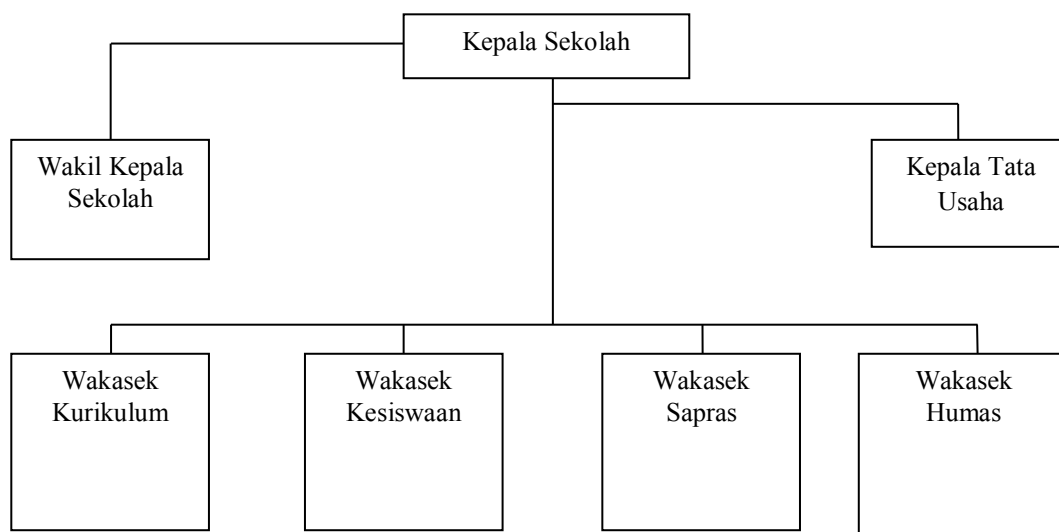 Kepala Sekolah
Wakil Kepala
Sekolah
Kepala Tata
Usaha
Wakasek
Kurikulum
Wakasek
Kesiswaan
Wakasek
Sapras
Wakasek
Humas